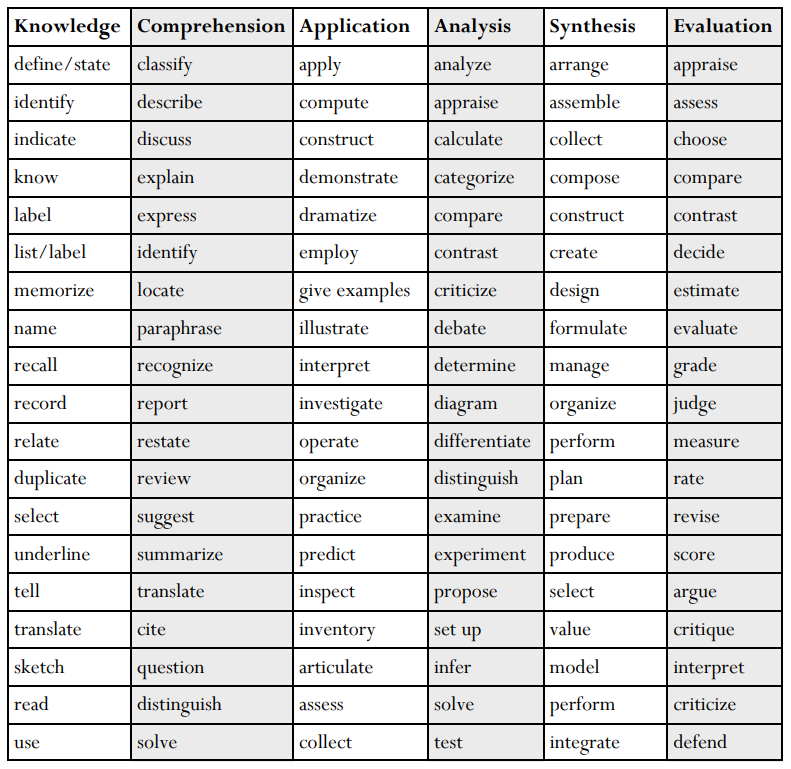 Knowledge Comprehension Application Analysis Synthesis Evaluation
define/state classify apply analyze arrange appraise
identify describe compute appraise assemble assess
indicate discuss construct calculate collect choose
know explain demonstrate categorize compose compare
label express dramatize compare construct contrast
list/label identify employ contrast create decide
memorize locate give examples criticize design estimate
name paraphrase illustrate debate formulate evaluate
recall recognize interpret determine manage grade
record report investigate diagram organize judge
relate restate operate differentiate perform measure
duplicate review organize distinguish plan rate
select suggest practice examine prepare revise
underline summarize predict experiment produce score
tell translate inspect propose select argue
translate cite inventory set up value critique
sketch question articulate infer model interpret
read distinguish assess solve perform criticize
use solve collect test integrate defend